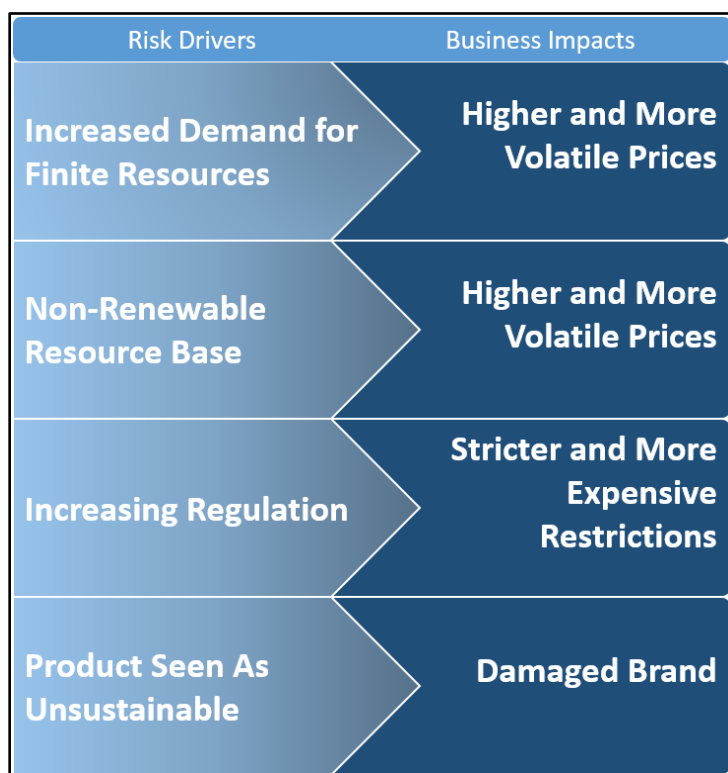 Risk Drivers
Business Impacts
Increased Demand for
Finite Resources
Higher and More
Volatile Prices
Non-Renewable
Resource Base
Higher and More
Volatile Prices
Increasing Regulation
Stricter and More
Expensive
Restrictions
Product Seen As
Unsustainable
Damaged Brand